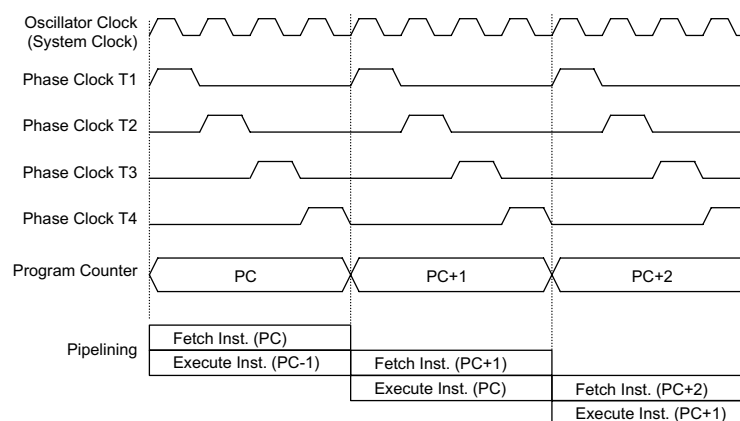 Oscillator Clock
(System Clock)
Phase Clock T1
Phase Clock T2
Phase Clock T3
Phase Clock T4
Program Counter
PC
PC+1
PC+2
Pipelining
Fetch Inst. (PC)
Execute Inst. (PC-1)
Fetch Inst. (PC+1)
Execute Inst. (PC)
Fetch Inst. (PC+2)
Execute Inst. (PC+1)